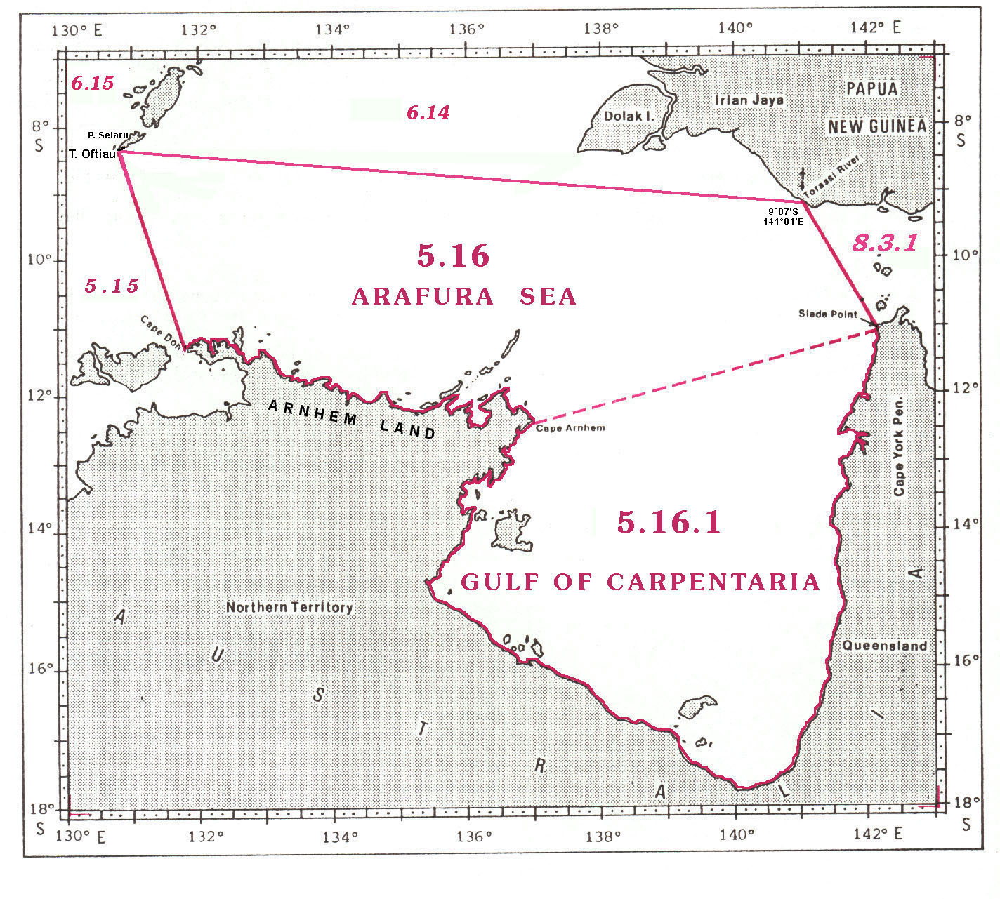 130° E 132° 134° 136° 138° 140° 142° E
6.15
6.14
PAPUA
NEW GUINEA
Irian Jaya
Dolak I.
8°
S
8°
S
P. Selaru
T. Oftiau
Torassi River
9°07'S
141°01'E
8.3.1
5.16
ARAFURA SEA
10°
10°
5.15
Cape Don
Slade Point
12°
12°
ARNHEM LAND
Cape Arnhem
Cape York Pen.
14°
14°
5.16.1
GULF OF CARPENTARIA
Northern Territory
Queensland
AUSTRALIA
16°
16°
18°
S
18°
S
130° E 132° 134° 136° 138° 140° 142° E